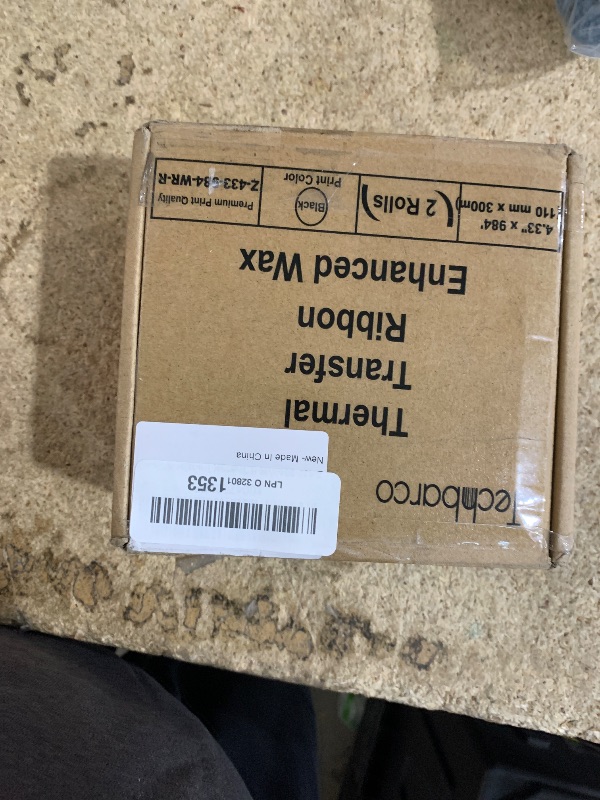 Techbarco
Thermal
Transfer
Ribbon
Enhanced Wax
4.33" x 984'
110 mm x 300m
(2 Rolls)
Black
Print Color
Premium Print Quality
Z-433-984-WR-R
New- Made in China
LPN O 32801 1353